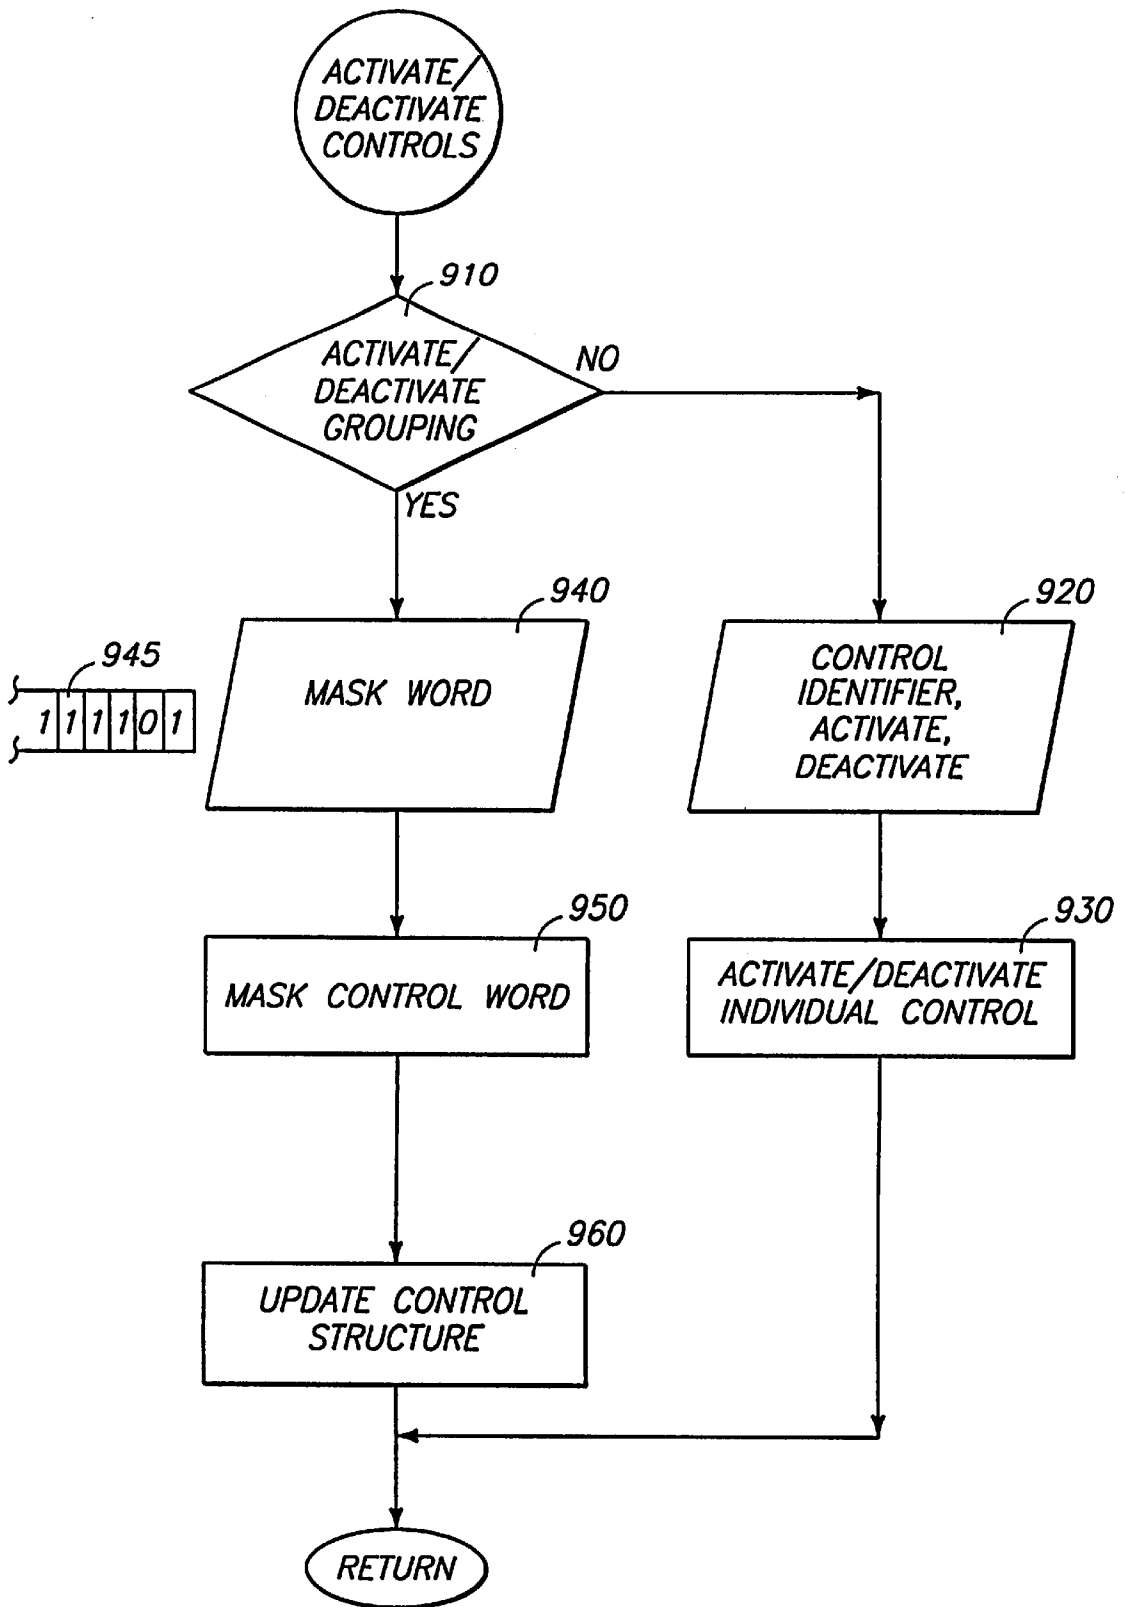 ACTIVATE/
DEACTIVATE
CONTROLS
910
ACTIVATE/
DEACTIVATE
GROUPING
NO
YES
940
MASK WORD
945
1 1 1 1 0 1
920
CONTROL
IDENTIFIER,
ACTIVATE,
DEACTIVATE
950
MASK CONTROL WORD
930
ACTIVATE/DEACTIVATE
INDIVIDUAL CONTROL
960
UPDATE CONTROL
STRUCTURE
RETURN